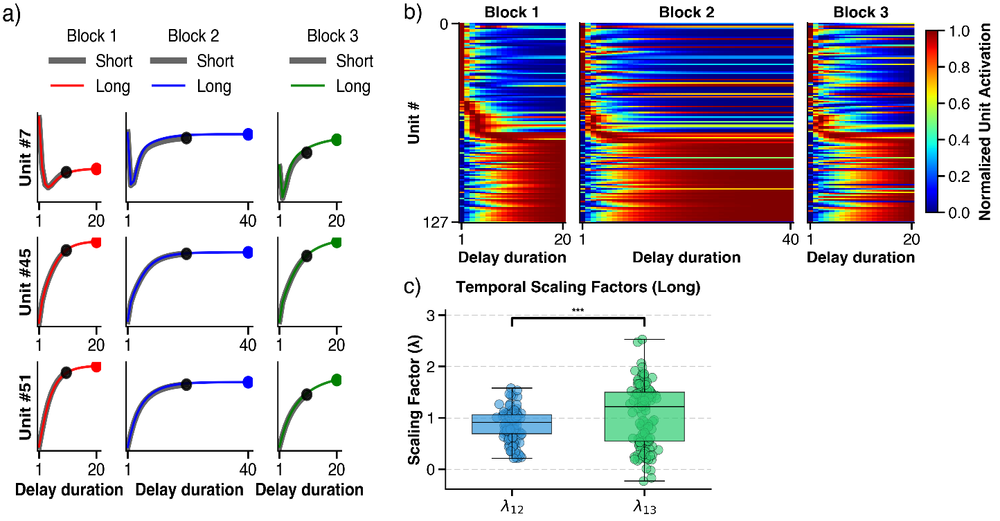 a)
Block 1
Block 2
Block 3
Short
Short
Short
Long
Long
Long
Unit #7
1
20
1
40
1
20
Unit #45
1
20
1
40
1
20
Unit #51
1
20
1
40
1
20
Delay duration
Delay duration
Delay duration
b)
Block 1
Block 2
Block 3
Unit #
0
127
1
20
1
40
1
20
Delay duration
Delay duration
Delay duration
1.0
0.8
0.6
0.4
0.2
0.0
Normalized Unit Activation
c)
Temporal Scaling Factors (Long)
***
Scaling Factor (λ)
3
2
1
0
λ12
λ13